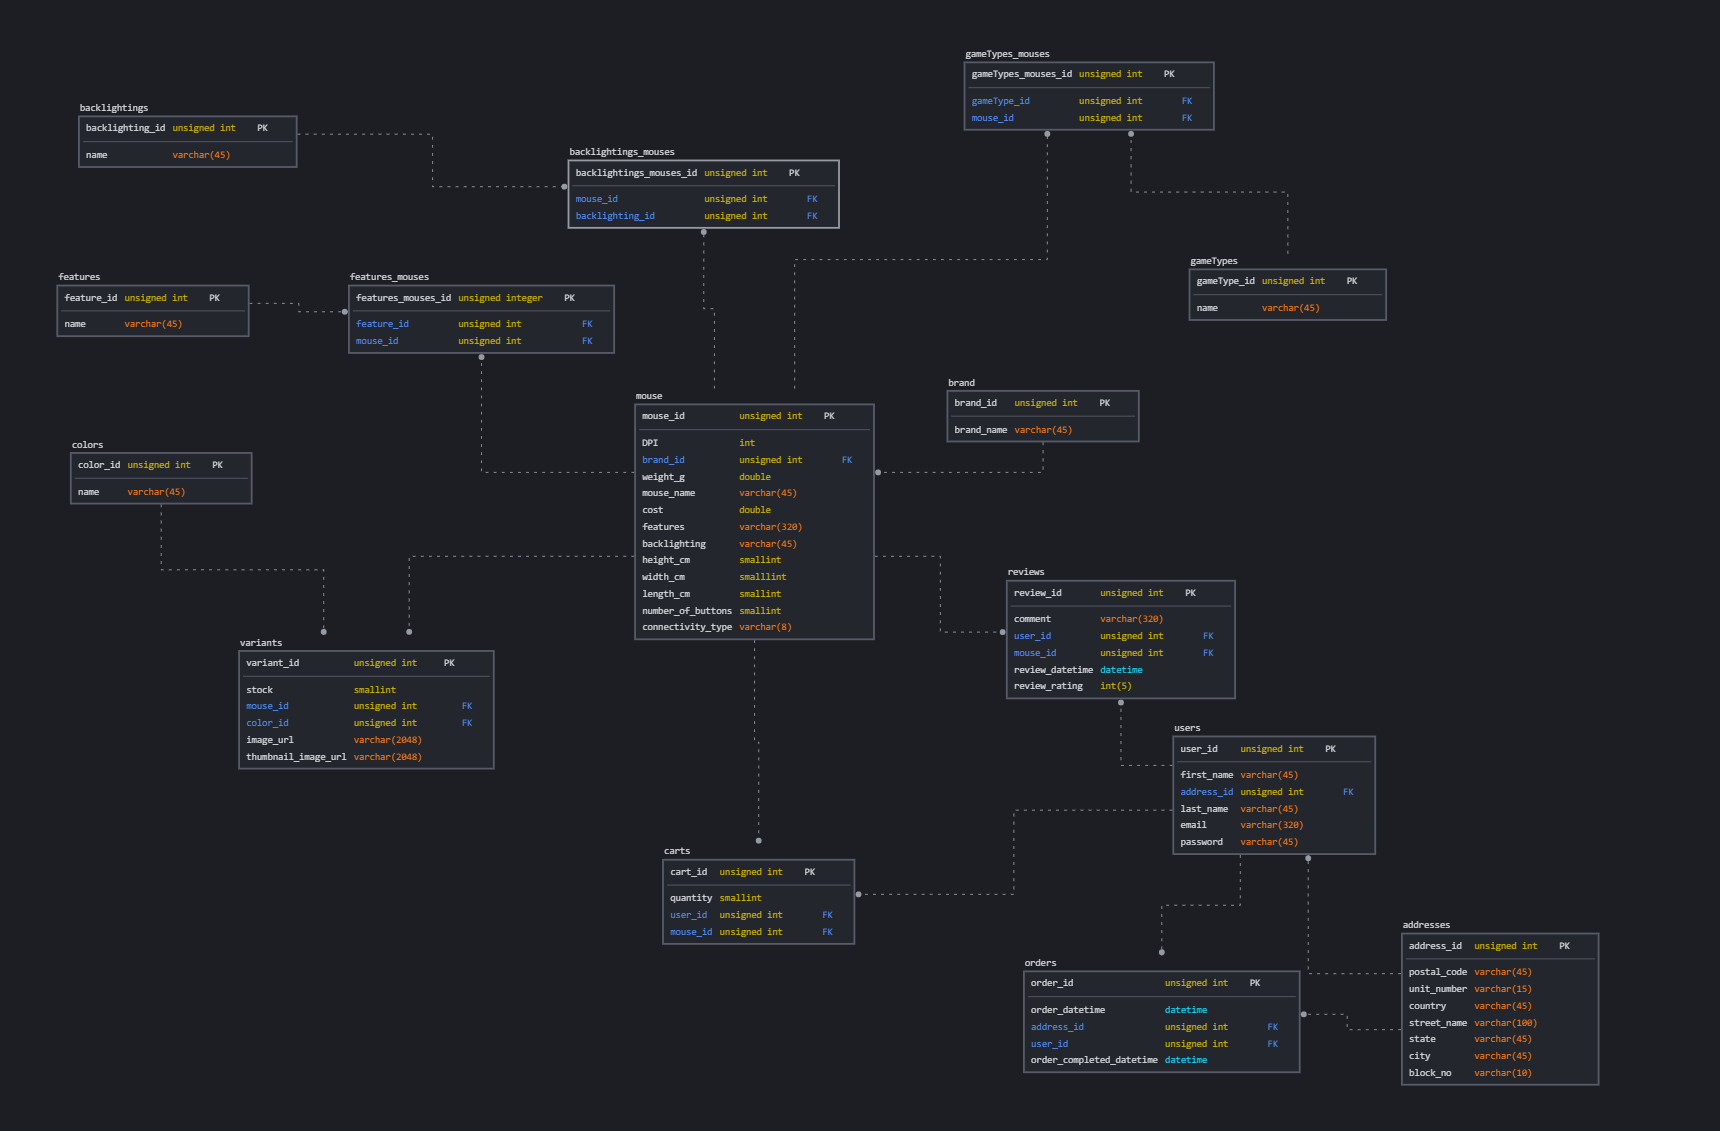 gameTypes_mouses
gameTypes_mouses_id unsigned int PK
gameType_id unsigned int FK
mouse_id unsigned int FK
backlightings
backlighting_id unsigned int PK
name varchar(45)
backlightings_mouses
backlightings_mouses_id unsigned int PK
mouse_id unsigned int FK
backlighting_id unsigned int FK
gameTypes
gameType_id unsigned int PK
name varchar(45)
features
feature_id unsigned int PK
name varchar(45)
features_mouses
features_mouses_id unsigned integer PK
feature_id unsigned int FK
mouse_id unsigned int FK
brand
brand_id unsigned int PK
brand_name varchar(45)
mouse
mouse_id unsigned int PK
DPI int
brand_id unsigned int FK
weight_g double
mouse_name varchar(45)
cost double
features varchar(320)
backlighting varchar(45)
height_cm smallint
width_cm smalllint
length_cm smallint
number_of_buttons smallint
connectivity_type varchar(8)
colors
color_id unsigned int PK
name varchar(45)
reviews
review_id unsigned int PK
comment varchar(320)
user_id unsigned int FK
mouse_id unsigned int FK
review_datetime datetime
review_rating int(5)
variants
variant_id unsigned int PK
stock smallint
mouse_id unsigned int FK
color_id unsigned int FK
image_url varchar(2048)
thumbnail_image_url varchar(2048)
users
user_id unsigned int PK
first_name varchar(45)
address_id unsigned int FK
last_name varchar(45)
email varchar(320)
password varchar(45)
carts
cart_id unsigned int PK
quantity smallint
user_id unsigned int FK
mouse_id unsigned int FK
addresses
address_id unsigned int PK
postal_code varchar(45)
unit_number varchar(15)
country varchar(45)
street_name varchar(100)
state varchar(45)
city varchar(45)
block_no varchar(10)
orders
order_id unsigned int PK
order_datetime datetime
address_id unsigned int FK
user_id unsigned int FK
order_completed_datetime datetime